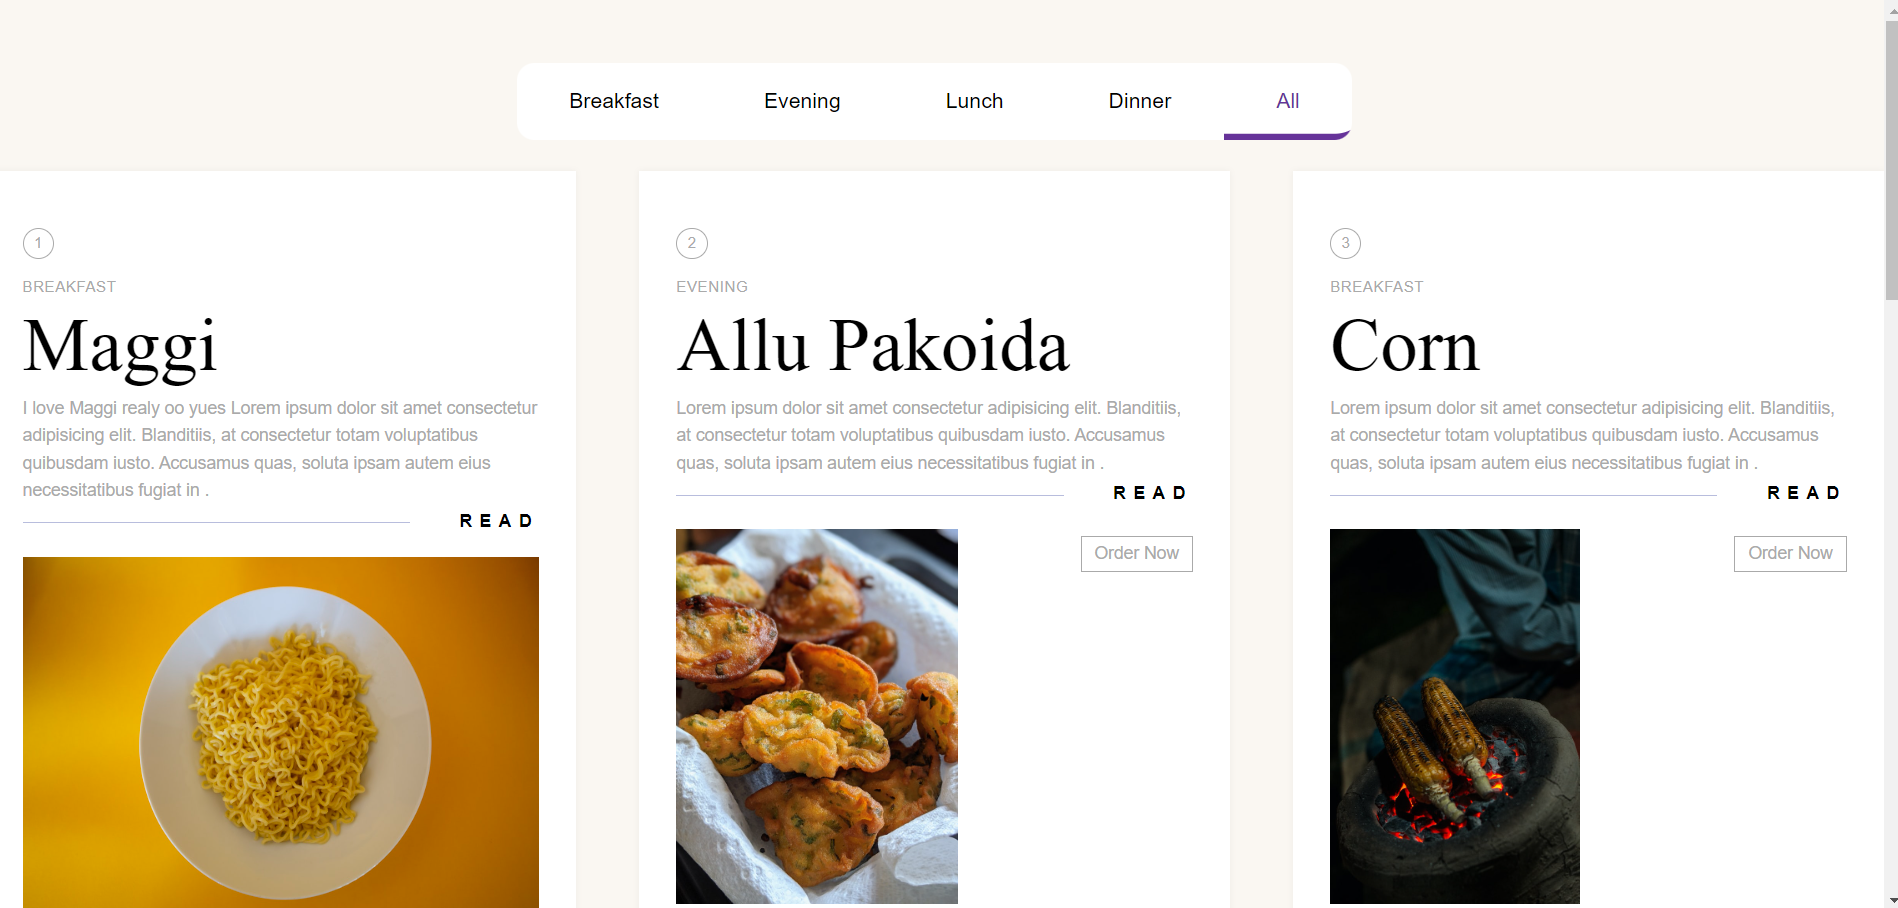 Breakfast Evening Lunch Dinner All
1
BREAKFAST
Maggi
I love Maggi realy oo yues Lorem ipsum dolor sit amet consectetur
adipisicing elit. Blanditiis, at consectetur totam voluptatibus
quibusdam iusto. Accusamus quas, soluta ipsam autem eius
necessitatibus fugiat in .
READ
2
EVENING
Allu Pakoida
Lorem ipsum dolor sit amet consectetur adipisicing elit. Blanditiis,
at consectetur totam voluptatibus quibusdam iusto. Accusamus
quas, soluta ipsam autem eius necessitatibus fugiat in .
READ
Order Now
3
BREAKFAST
Corn
Lorem ipsum dolor sit amet consectetur adipisicing elit. Blanditiis,
at consectetur totam voluptatibus quibusdam iusto. Accusamus
quas, soluta ipsam autem eius necessitatibus fugiat in .
READ
Order Now